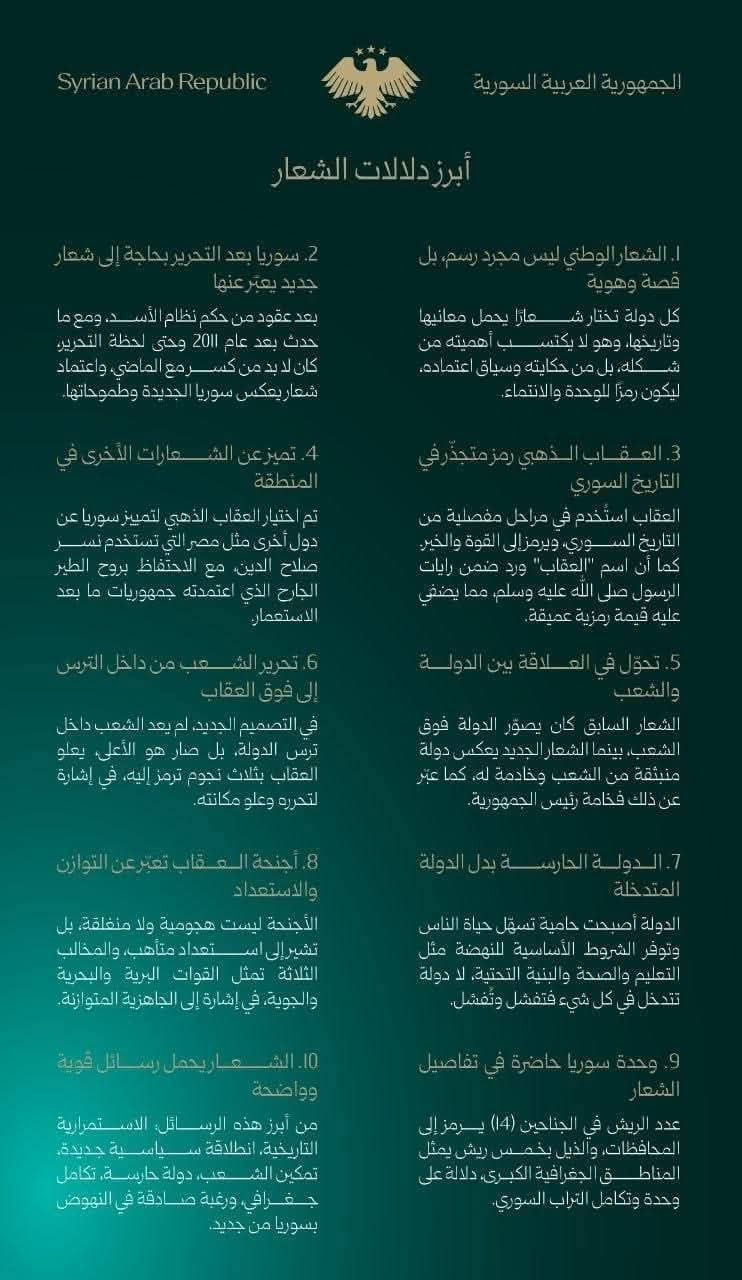 Syrian Arab Republic
الجمهورية العربية السورية
أبرز دلالات الشعار
1. الشعار الوطني ليس مجرد رسم، بل
قصة وهوية
كل دولة تختار شعارًا يحمل معانيها
وتاريخها، وهو لا يكتسب أهميته من
شكله، بل من حكايته وسياق اعتماده،
ليكون رمزًا للوحدة والانتماء.
2. سوريا بعد التحرير بحاجة إلى شعار
جديد يعبّر عنها
بعد عقود من حكم نظام الأسد، ومع ما
حدث بعد عام 2011 وحتى لحظة التحرير،
كان لا بد من كسر مع الماضي، واعتماد
شعار يعكس سوريا الجديدة وطموحاتها.
3. العقاب الذهبي رمز متجذّر في
التاريخ السوري
العقاب استُخدم في مراحل مفصلية من
التاريخ السوري، ويرمز إلى القوة والخير.
كما أن اسم "العقاب" ورد ضمن رايات
الرسول صلى الله عليه وسلم، مما يضفي
عليه قيمة رمزية عميقة.
4. تميز عن الشعارات الأخرى في
المنطقة
تم اختيار العقاب الذهبي لتمييز سوريا عن
دول أخرى مثل مصر التي تستخدم نسر
صلاح الدين، مع الاحتفاظ بروح الطير
الجارح الذي اعتمدته جمهوريات ما بعد
الاستعمار.
5. تحوّل في العلاقة بين الدولة
والشعب
الشعار السابق كان يصوّر الدولة فوق
الشعب، بينما الشعار الجديد يعكس دولة
منبثقة من الشعب وخادمة له، كما عبّر
عن ذلك فخامة رئيس الجمهورية.
6. تحرير الشعب من داخل الترس
إلى فوق العقاب
في التصميم الجديد، لم يعد الشعب داخل
ترس الدولة، بل صار هو الأعلى، يعلو
العقاب بثلاث نجوم ترمز إليه، في إشارة
لتحرره وعلو مكانته.
7. الدولة الحارسة بدل الدولة
المتدخلة
الدولة أصبحت حامية تسهّل حياة الناس
وتوفر الشروط الأساسية للنهضة مثل
التعليم والصحة والبنية التحتية، لا دولة
تتدخل في كل شيء فتفشل وتُفشل.
8. أجنحة العقاب تعبّر عن التوازن
والاستعداد
الأجنحة ليست هجومية ولا منغلقة، بل
تشير إلى استعداد متأهب، والمخالب
الثلاثة تمثل القوات البرية والبحرية
والجوية، في إشارة إلى الجاهزية المتوازنة.
9. وحدة سوريا حاضرة في تفاصيل
الشعار
عدد الريش في الجناحين (14) يرمز إلى
المحافظات، والذيل بخمس ريش يمثل
المناطق الجغرافية الكبرى، دلالة على
وحدة وتكامل التراب السوري.
10. الشعار يحمل رسائل قوية
وواضحة
من أبرز هذه الرسائل: الاستمرارية
التاريخية، انطلاقة سياسية جديدة،
تمكين الشعب، دولة حارسة، تكامل
جغرافي، ورغبة صادقة في النهوض
بسوريا من جديد.